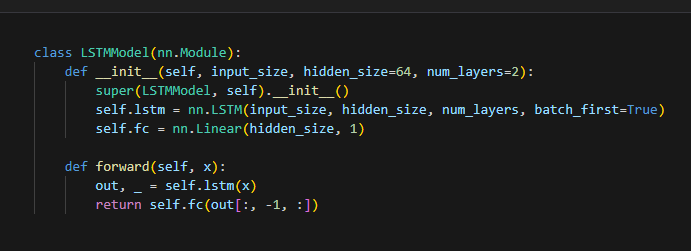 class LSTMModel(nn.Module):
    def __init__(self, input_size, hidden_size=64, num_layers=2):
        super(LSTMModel, self).__init__()
        self.lstm = nn.LSTM(input_size, hidden_size, num_layers, batch_first=True)
        self.fc = nn.Linear(hidden_size, 1)

    def forward(self, x):
        out, _ = self.lstm(x)
        return self.fc(out[:, -1, :])